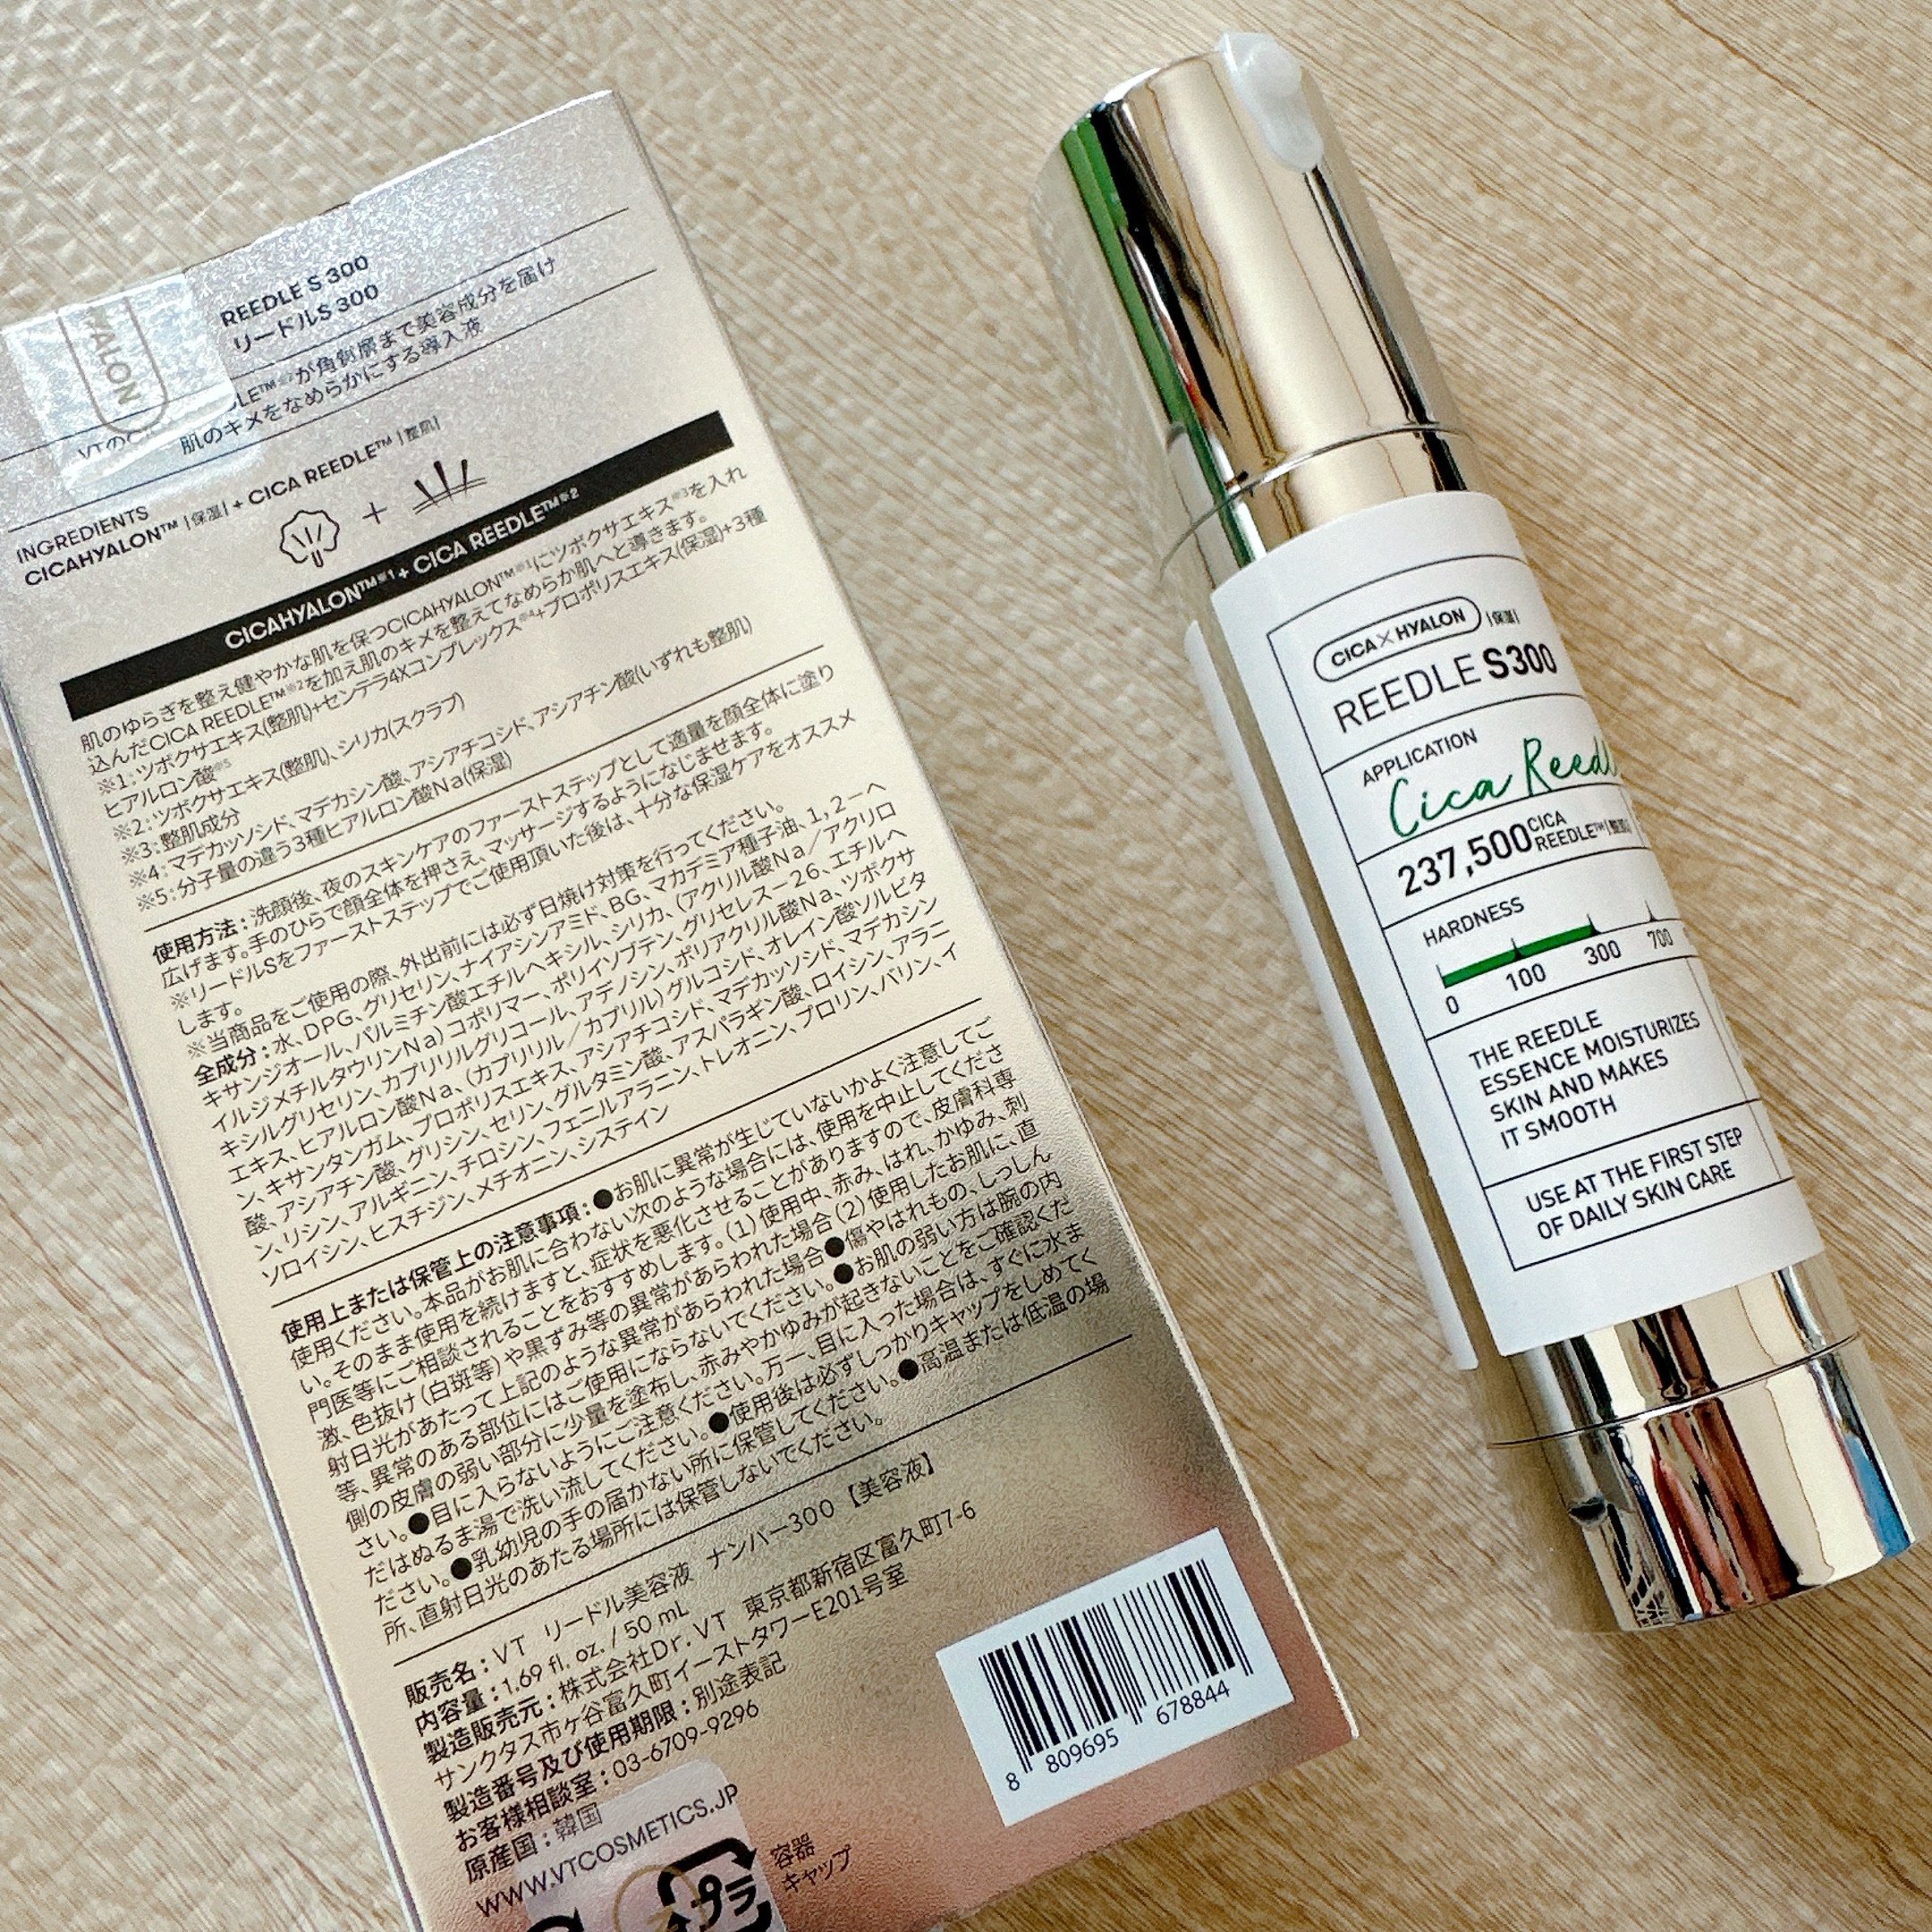 YALON
REEDLE S 300
リードルS 300
VTのC
LE™※2が角質層まで美容成分を届け
肌のキメをなめらかにする導入液
INGREDIENTS
CICAHYALON™ |保湿| + CICA REEDLE™ |整肌|
+
CICAHYALON™※1 + CICA REEDLE™※2
肌のゆらぎを整え健やかな肌を保つCICAHYALON™※1にツボクサエキス※3を入れ
込んだCICA REEDLE™※2を加え肌のキメを整えてなめらか肌へと導きます。
※1:ツボクサエキス(整肌)+センテラ4Xコンプレックス※4+プロポリスエキス(保湿)+3種
ヒアルロン酸※5
※2:ツボクサエキス(整肌)、シリカ(スクラブ)
※3:整肌成分
※4:マデカッソシド、マデカシン酸、アシアチコシド、アシアチン酸(いずれも整肌)
※5:分子量の違う3種ヒアルロン酸Na(保湿)
使用方法:洗顔後、夜のスキンケアのファーストステップとして適量を顔全体に塗り
広げます。手のひらで顔全体を押さえ、マッサージするようになじませます。
※リードルSをファーストステップでご使用頂いた後は、十分な保湿ケアをオススメ
します。
※当商品をご使用の際、外出前には必ず日焼け対策を行ってください。
全成分:水、DPG、グリセリン、ナイアシンアミド、BG、マカデミア種子油、1,2-ヘ
キサンジオール、パルミチン酸エチルヘキシル、シリカ、(アクリル酸Na/アクリロ
イルジメチルタウリンNa)コポリマー、ポリイソブテン、グリセレス-26、エチルヘ
キシルグリセリン、カプリリルグリコール、アデノシン、ポリアクリル酸Na、ツボクサ
エキス、ヒアルロン酸Na、(カプリリル/カプリル)グルコシド、オレイン酸ソルビタ
ン、キサンタンガム、プロポリスエキス、アシアチコシド、マデカッソシド、マデカシン
酸、アシアチン酸、グリシン、セリン、グルタミン酸、アスパラギン酸、ロイシン、アラニ
ン、リシン、アルギニン、チロシン、フェニルアラニン、トレオニン、プロリン、バリン、イ
ソロイシン、ヒスチジン、メチオニン、システイン
使用上または保管上の注意事項:●お肌に異常が生じていないかよく注意してご
使用ください。本品がお肌に合わない次のような場合には、使用を中止してくださ
い。そのまま使用を続けますと、症状を悪化させることがありますので、皮膚科専
門医等にご相談されることをおすすめします。(1)使用中、赤み、はれ、かゆみ、刺
激、色抜け(白斑等)や黒ずみ等の異常があらわれた場合(2)使用したお肌に、直
射日光があたって上記のような異常があらわれた場合●傷やはれもの、しっしん
等、異常のある部位にはご使用にならないでください。●お肌の弱い方は腕の内
側の皮膚の弱い部分に少量を塗布し、赤みやかゆみが起きないことをご確認くだ
さい。●目に入らないようにご注意ください。万一、目に入った場合は、すぐに水ま
たはぬるま湯で洗い流してください。●使用後は必ずしっかりキャップをしめてく
ださい。●乳幼児の手の届かない所に保管してください。●高温または低温の場
所、直射日光のあたる場所には保管しないでください。
販売名:VT リードル美容液 ナンバー300【美容液】
内容量:1.69 fl. oz. / 50 mL
製造販売元:株式会社Dr.VT 東京都新宿区富久町7-6
サンクタス市ヶ谷富久町イーストタワーE201号室
製造番号及び使用期限:別途表記
お客様相談室:03-6709-9296
原産国:韓国
WWW.VTCOSMETICS.JP
プラ
容器
キャップ
8 809695 678844
CICA×HYALON |保湿|
REEDLE S300
APPLICATION
Cica Reedl
237,500 CICA
REEDLE™
HARDNESS
0 100 300 700
THE REEDLE
ESSENCE MOISTURIZES
SKIN AND MAKES
IT SMOOTH
USE AT THE FIRST STEP
OF DAILY SKIN CARE